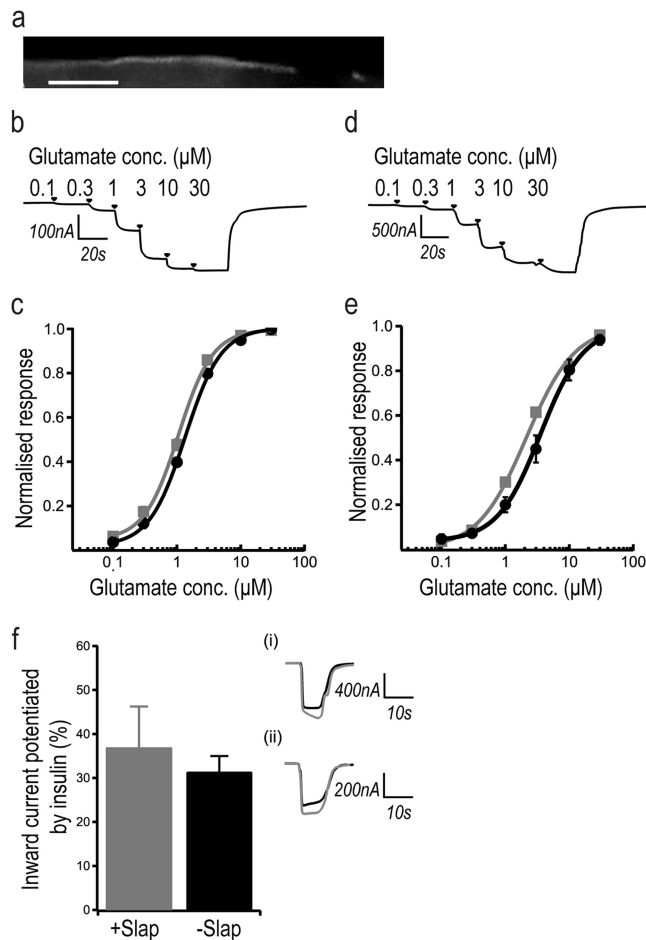 a
b
Glutamate conc. (µM)
0.1 0.3 1 3 10 30
100nA
20s
d
Glutamate conc. (µM)
0.1 0.3 1 3 10 30
500nA
20s
c
Normalised response
1.0
0.8
0.6
0.4
0.2
0.1 1 10 100
Glutamate conc. (µM)
e
Normalised response
1.0
0.8
0.6
0.4
0.2
0.1 1 10 100
Glutamate conc. (µM)
f
Inward current potentiated
by insulin (%)
60
50
40
30
20
10
0
+Slap -Slap
(i)
400nA
10s
(ii)
200nA
10s